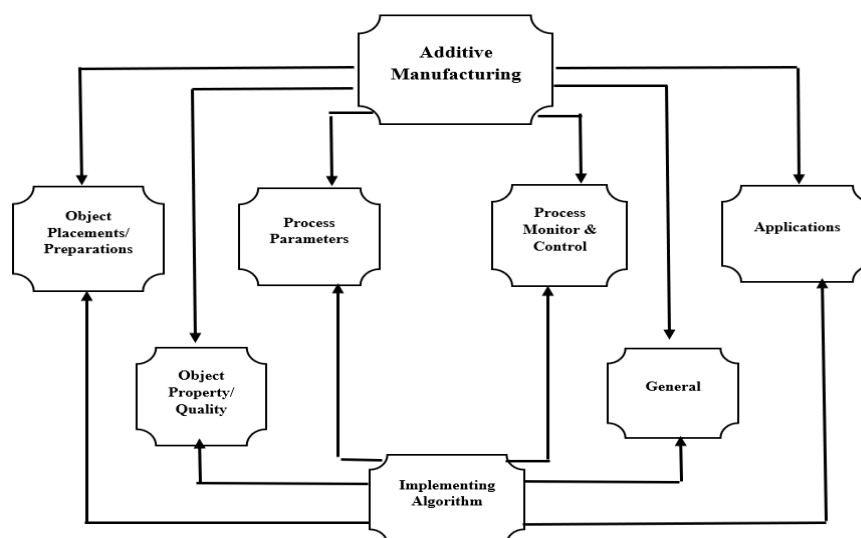 Additive
Manufacturing
Object
Placements/
Preparations
Process
Parameters
Process
Monitor &
Control
Applications
Object
Property/
Quality
General
Implementing
Algorithm